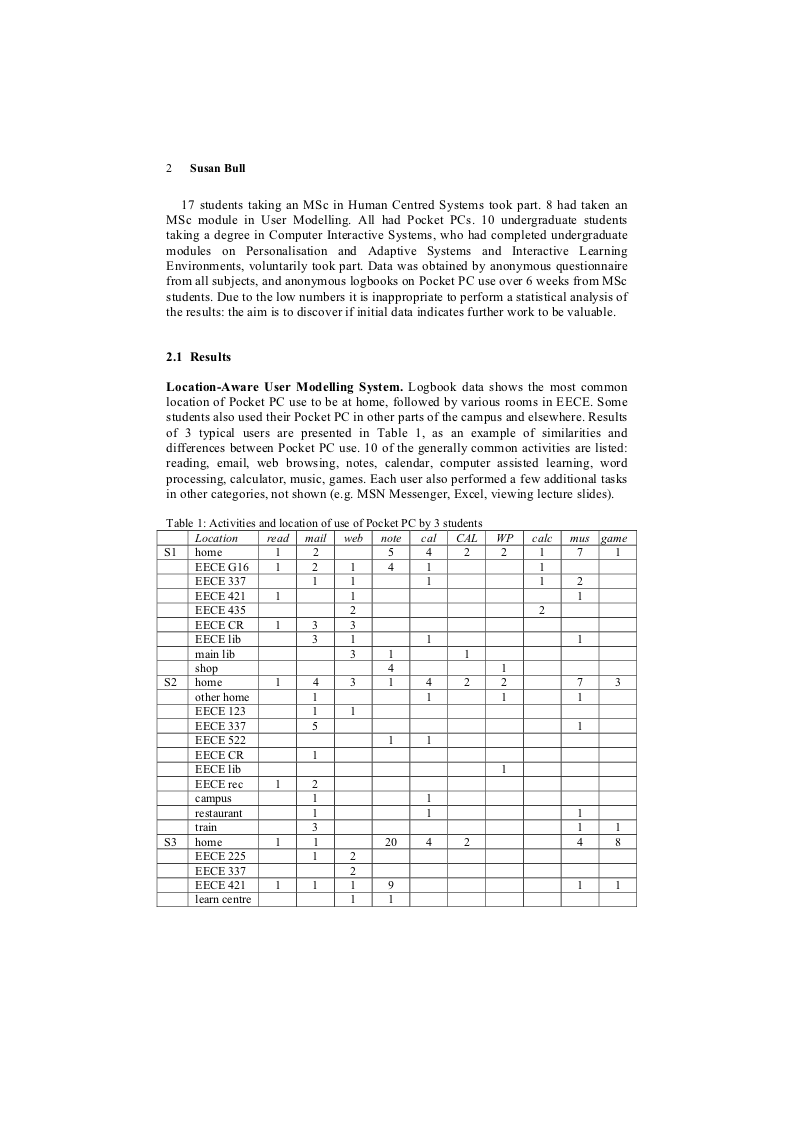 2 Susan Bull
17 students taking an MSc in Human Centred Systems took part. 8 had taken an
MSc module in User Modelling. All had Pocket PCs. 10 undergraduate students
taking a degree in Computer Interactive Systems, who had completed undergraduate
modules on Personalisation and Adaptive Systems and Interactive Learning
Environments, voluntarily took part. Data was obtained by anonymous questionnaire
from all subjects, and anonymous logbooks on Pocket PC use over 6 weeks from MSc
students. Due to the low numbers it is inappropriate to perform a statistical analysis of
the results: the aim is to discover if initial data indicates further work to be valuable.
2.1 Results
Location-Aware User Modelling System. Logbook data shows the most common
location of Pocket PC use to be at home, followed by various rooms in EECE. Some
students also used their Pocket PC in other parts of the campus and elsewhere. Results
of 3 typical users are presented in Table 1, as an example of similarities and
differences between Pocket PC use. 10 of the generally common activities are listed:
reading, email, web browsing, notes, calendar, computer assisted learning, word
processing, calculator, music, games. Each user also performed a few additional tasks
in other categories, not shown (e.g. MSN Messenger, Excel, viewing lecture slides).
Table 1: Activities and location of use of Pocket PC by 3 students
Location read mail web note cal CAL WP calc mus game
S1 home 1 2 5 4 2 2 1 7 1
EECE G16 1 2 1 4 1 1
EECE 337 1 1 1 1 2
EECE 421 1 1 1
EECE 435 2 2
EECE CR 1 3 3
EECE lib 3 1 1 1
main lib 3 1 1
shop 4 1
S2 home 1 4 3 1 4 2 2 7 3
other home 1 1 1 1
EECE 123 1 1
EECE 337 5 1
EECE 522 1 1
EECE CR 1
EECE lib 1
EECE rec 1 2
campus 1 1
restaurant 1 1 1
train 3 1 1
S3 home 1 1 20 4 2 4 8
EECE 225 1 2
EECE 337 2
EECE 421 1 1 1 9 1 1
learn centre 1 1